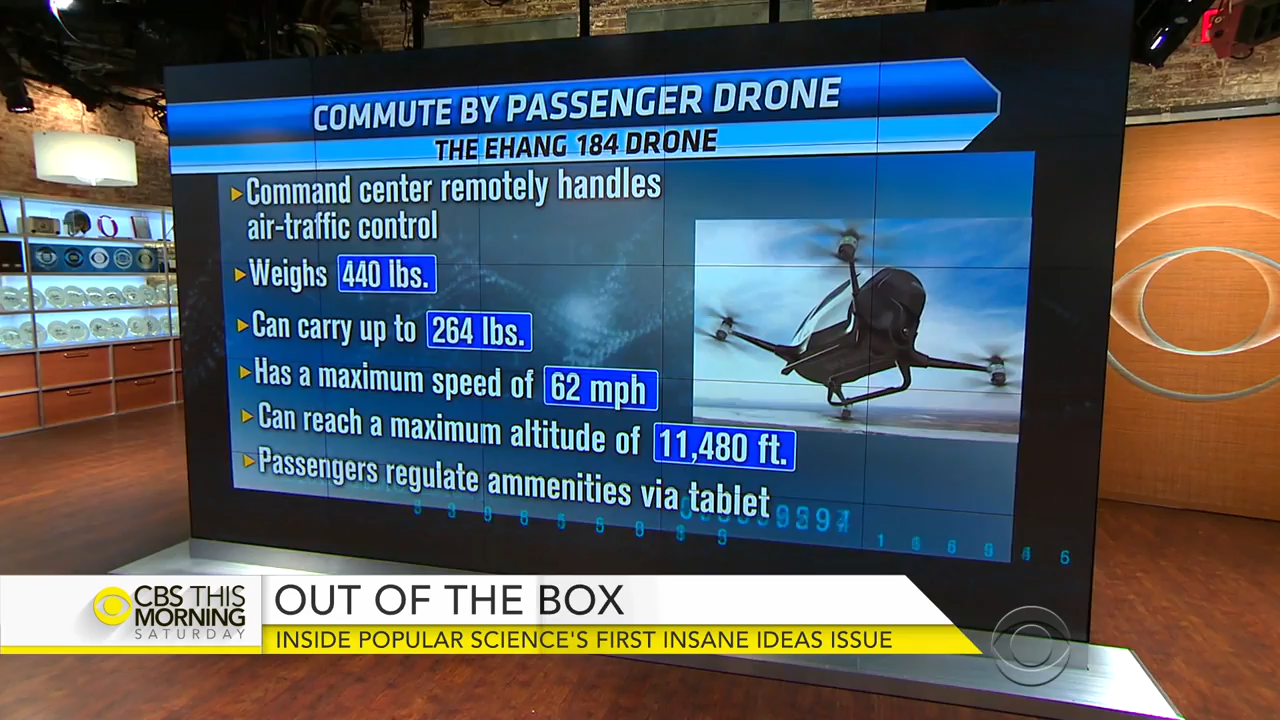 COMMUTE BY PASSENGER DRONE
THE EHANG 184 DRONE
Command center remotely handles
air-traffic control
Weighs 440 lbs.
Can carry up to 264 lbs.
Has a maximum speed of 62 mph
Can reach a maximum altitude of 11,480 ft.
Passengers regulate ammenities via tablet
CBS THIS
MORNING
SATURDAY
OUT OF THE BOX
INSIDE POPULAR SCIENCE'S FIRST INSANE IDEAS ISSUE